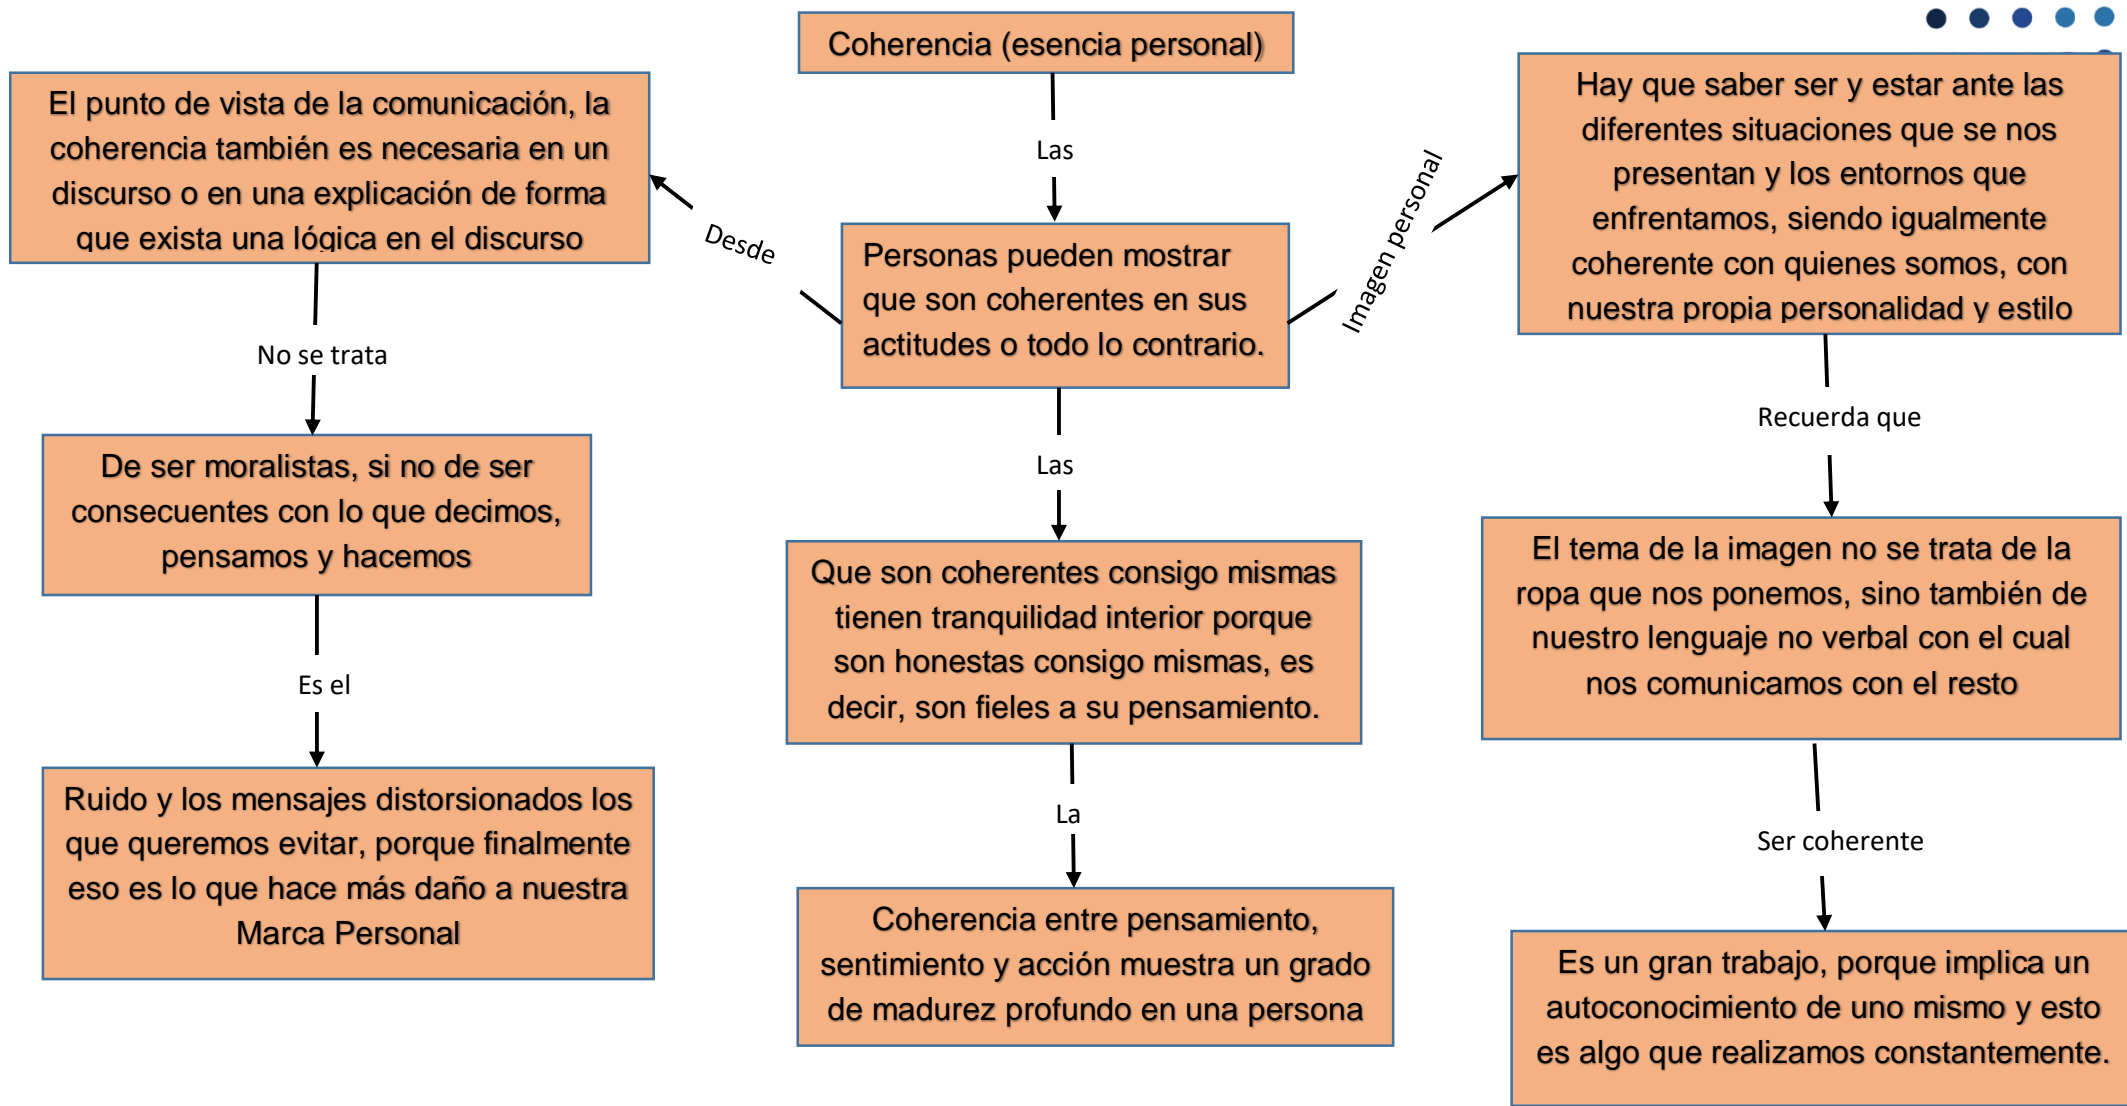 Coherencia (esencia personal)
Las
Personas pueden mostrar
que son coherentes en sus
actitudes o todo lo contrario.
Desde
El punto de vista de la comunicación, la
coherencia también es necesaria en un
discurso o en una explicación de forma
que exista una lógica en el discurso
No se trata
De ser moralistas, si no de ser
consecuentes con lo que decimos,
pensamos y hacemos
Es el
Ruido y los mensajes distorsionados los
que queremos evitar, porque finalmente
eso es lo que hace más daño a nuestra
Marca Personal
Las
Que son coherentes consigo mismas
tienen tranquilidad interior porque
son honestas consigo mismas, es
decir, son fieles a su pensamiento.
La
Coherencia entre pensamiento,
sentimiento y acción muestra un grado
de madurez profundo en una persona
Imagen personal
Hay que saber ser y estar ante las
diferentes situaciones que se nos
presentan y los entornos que
enfrentamos, siendo igualmente
coherente con quienes somos, con
nuestra propia personalidad y estilo
Recuerda que
El tema de la imagen no se trata de la
ropa que nos ponemos, sino también de
nuestro lenguaje no verbal con el cual
nos comunicamos con el resto
Ser coherente
Es un gran trabajo, porque implica un
autoconocimiento de uno mismo y esto
es algo que realizamos constantemente.